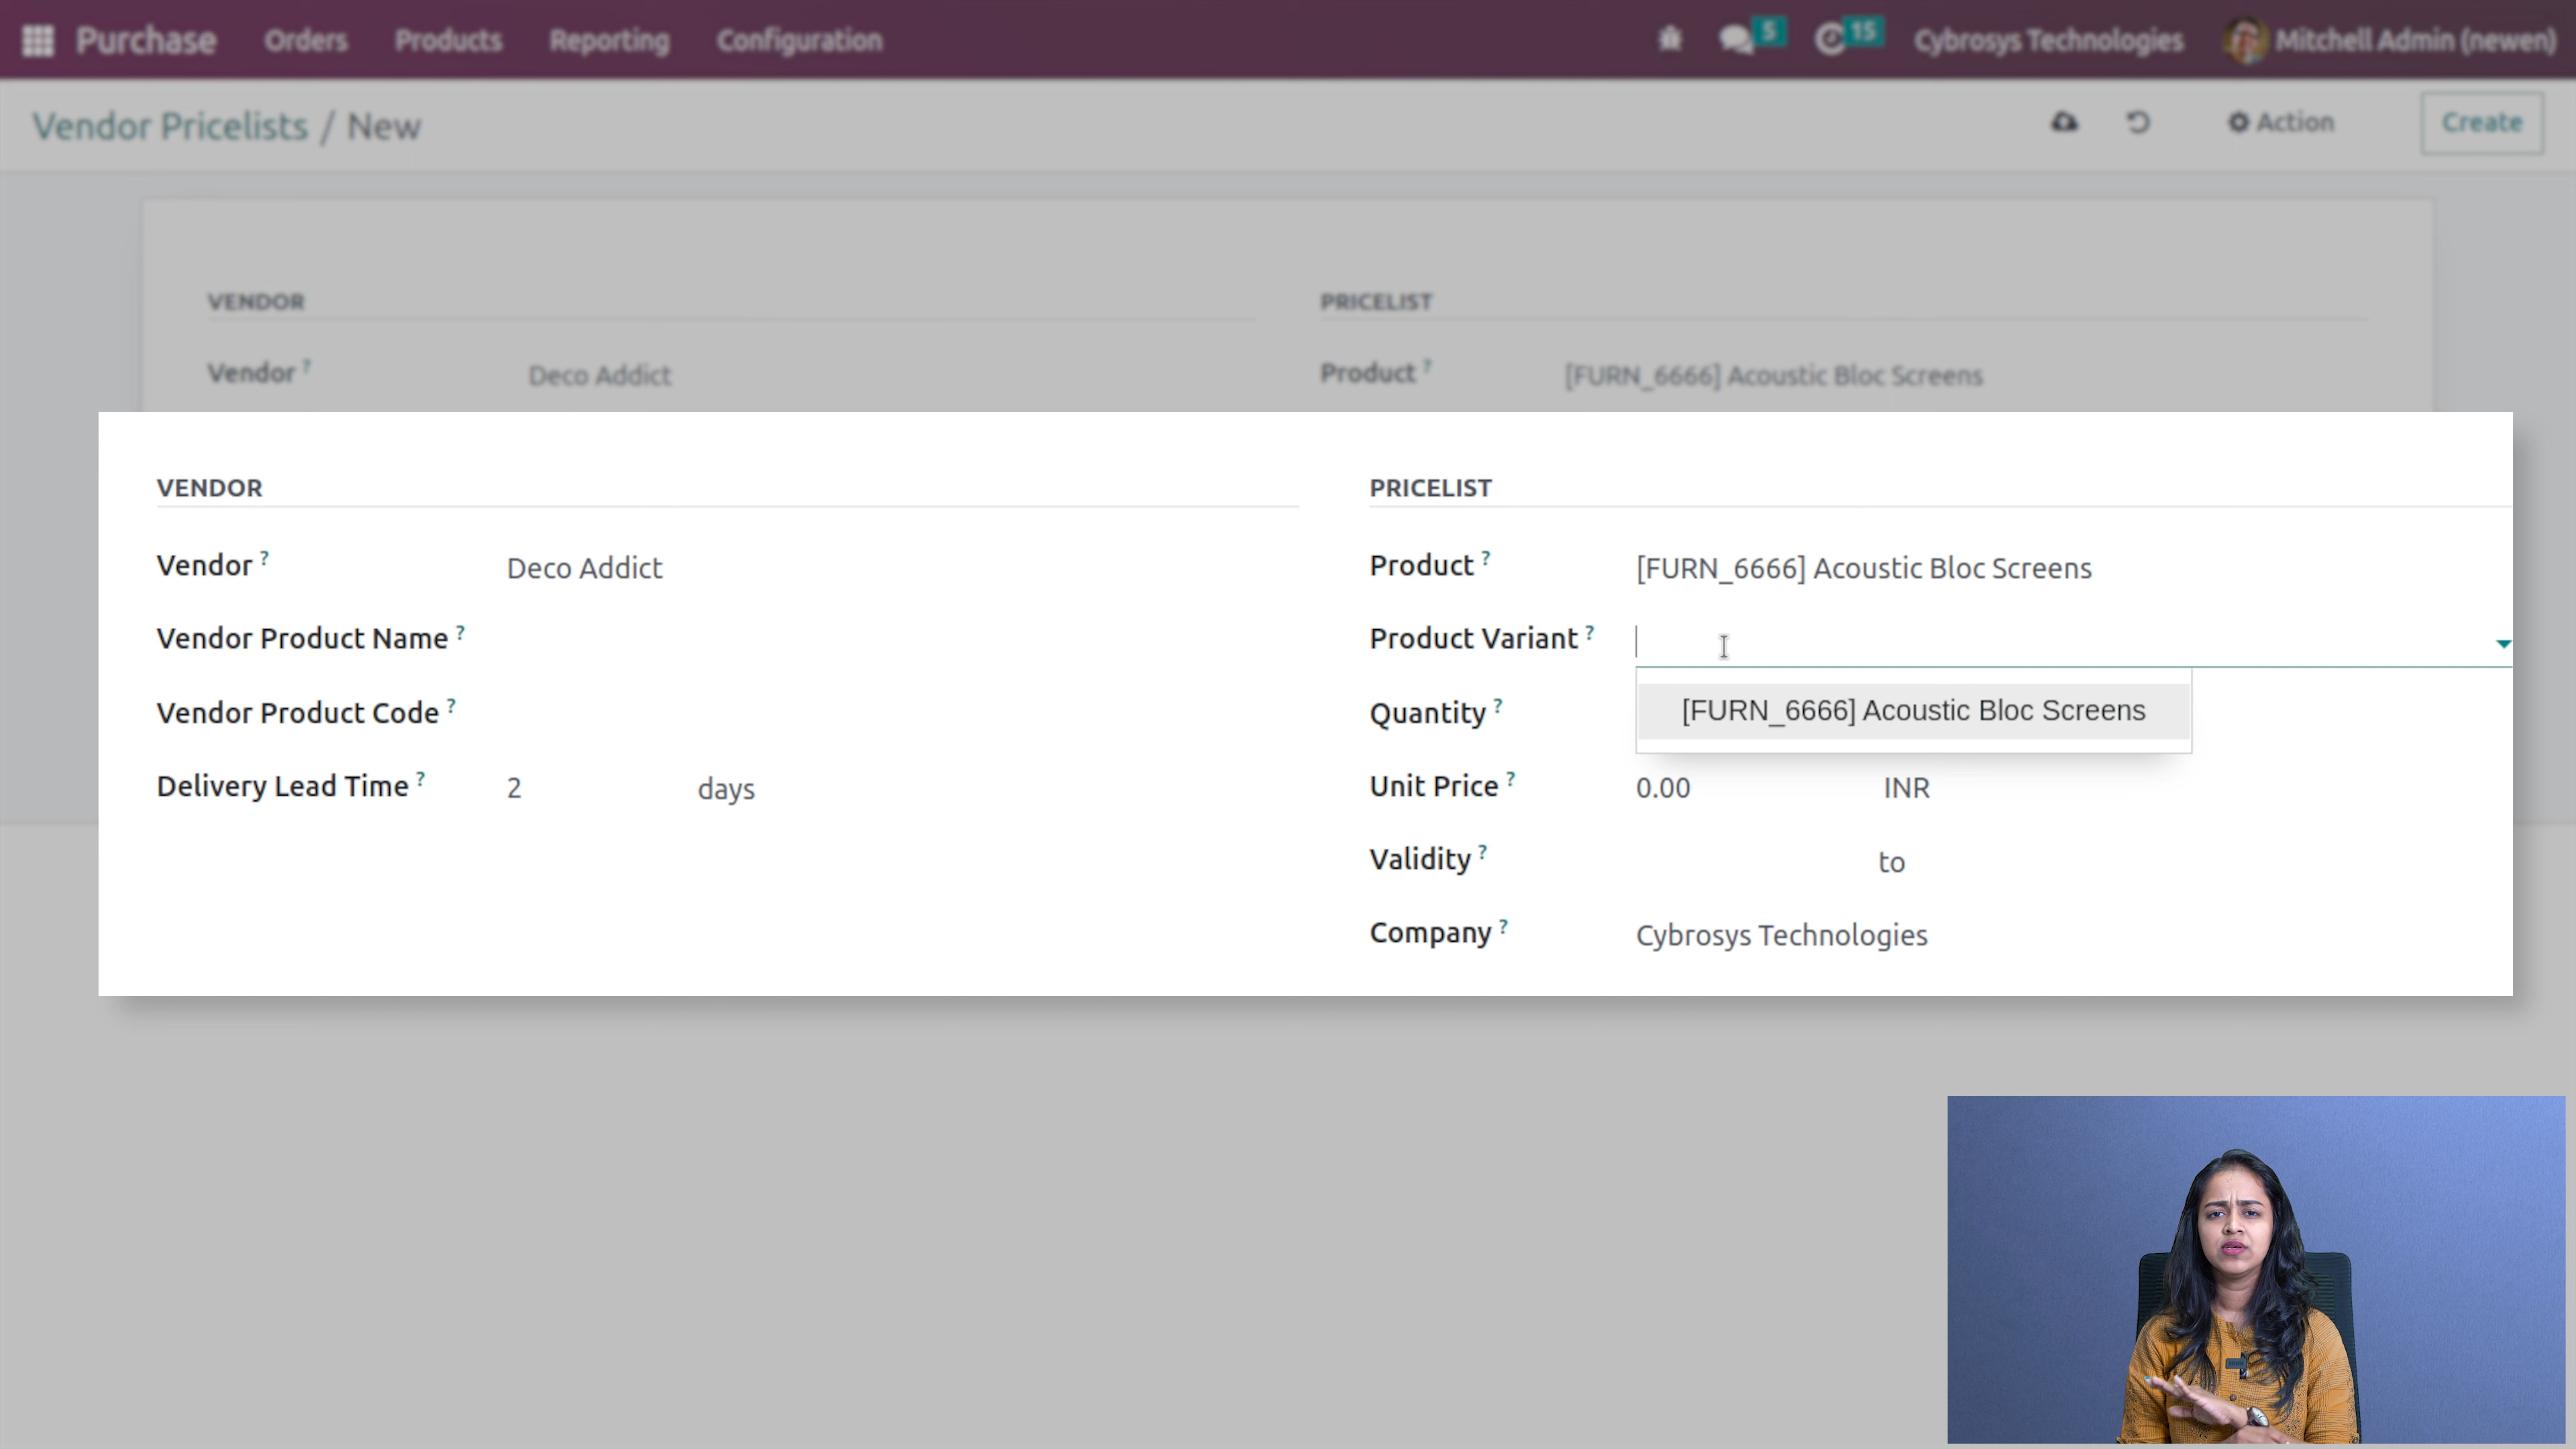 Purchase Orders Products Reporting Configuration 5 15 Cybrosys Technologies Mitchell Admin (newen)
Vendor Pricelists / New Action Create
VENDOR PRICELIST
Vendor ? Deco Addict Product ? [FURN_6666] Acoustic Bloc Screens
VENDOR PRICELIST
Vendor ? Deco Addict Product ? [FURN_6666] Acoustic Bloc Screens
Vendor Product Name ? Product Variant ?
Vendor Product Code ? Quantity ? [FURN_6666] Acoustic Bloc Screens
Delivery Lead Time ? 2 days Unit Price ? 0.00 INR
Validity ? to
Company ? Cybrosys Technologies